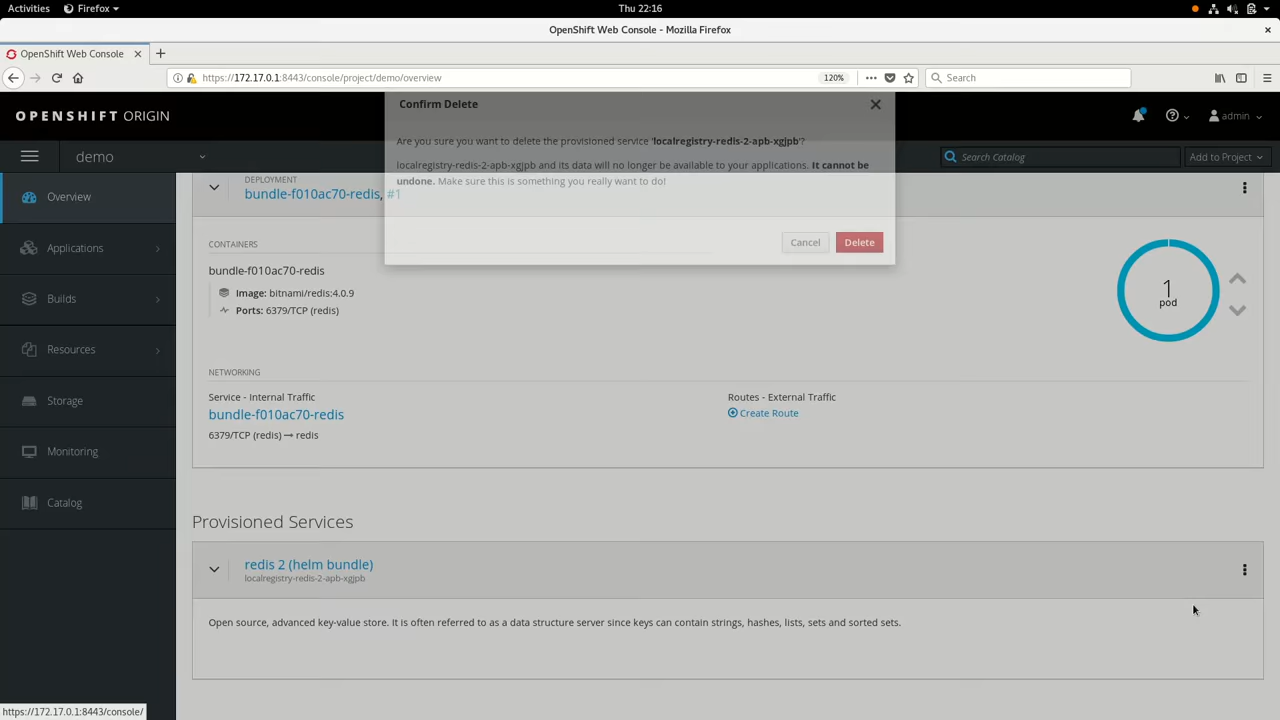 Activities Firefox Thu 22:16
OpenShift Web Console - Mozilla Firefox
OpenShift Web Console
https://172.17.0.1:8443/console/project/demo/overview 120% Search
OPENSHIFT ORIGIN admin
demo Search Catalog Add to Project
Confirm Delete
Are you sure you want to delete the provisioned service 'localregistry-redis-2-apb-xgjpb'?
localregistry-redis-2-apb-xgjpb and its data will no longer be available to your applications. It cannot be
undone. Make sure this is something you really want to do!
Cancel Delete
Overview
Applications
Builds
Resources
Storage
Monitoring
Catalog
DEPLOYMENT
bundle-f010ac70-redis, #1
CONTAINERS
bundle-f010ac70-redis
Image: bitnami/redis:4.0.9
Ports: 6379/TCP (redis)
1
pod
NETWORKING
Service - Internal Traffic
bundle-f010ac70-redis
6379/TCP (redis) → redis
Routes - External Traffic
Create Route
Provisioned Services
redis 2 (helm bundle)
localregistry-redis-2-apb-xgjpb
Open source, advanced key-value store. It is often referred to as a data structure server since keys can contain strings, hashes, lists, sets and sorted sets.
https://172.17.0.1:8443/console/